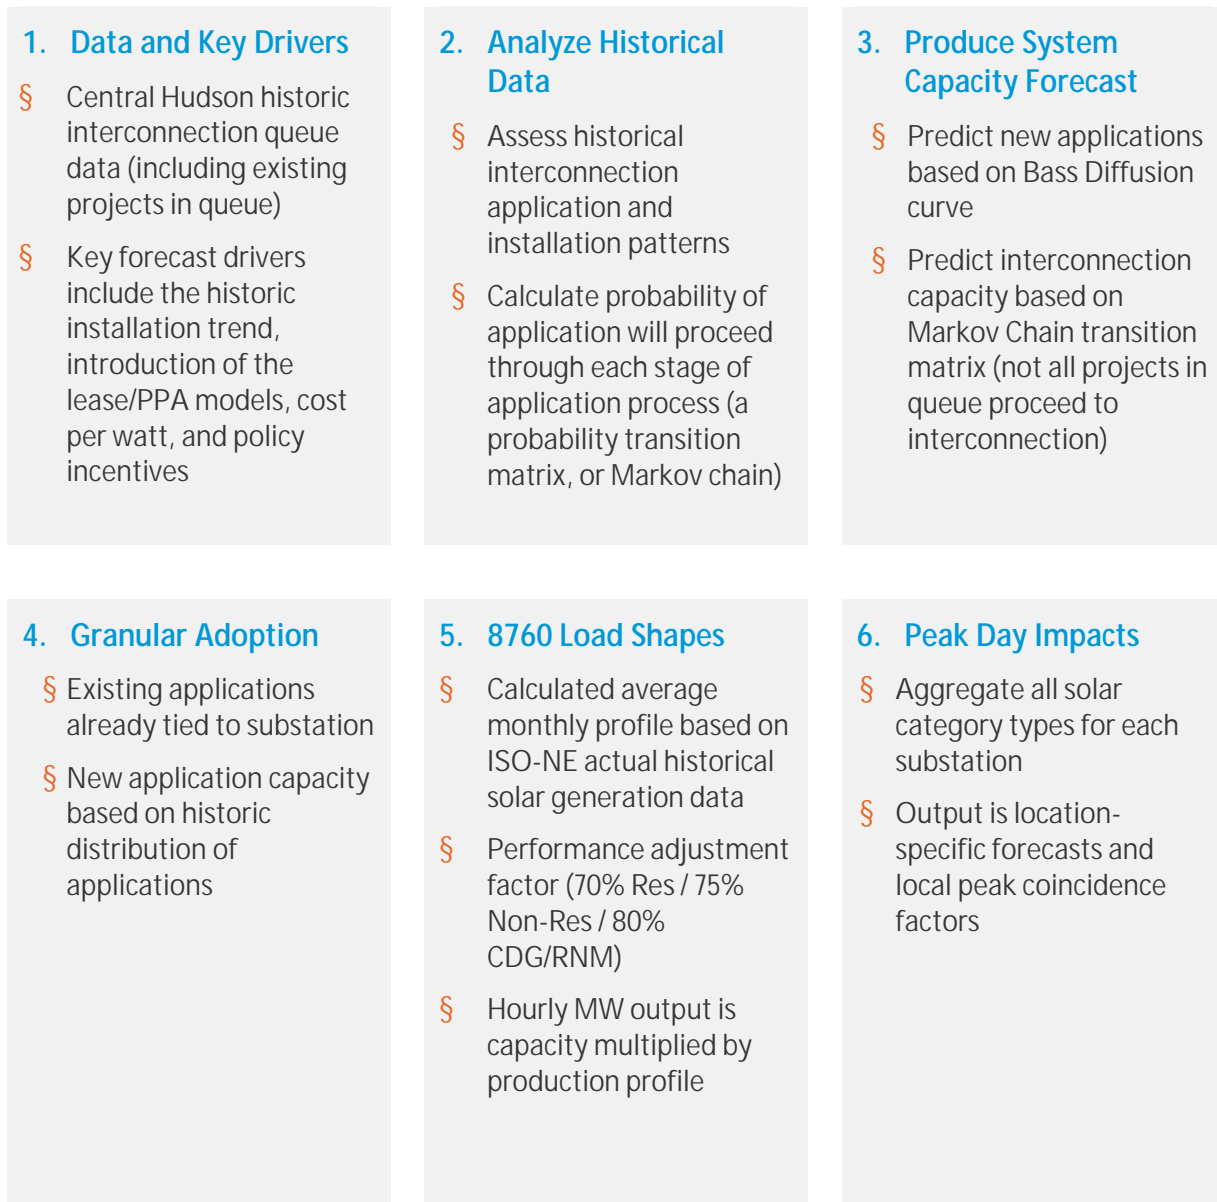 1. Data and Key Drivers
§ Central Hudson historic
interconnection queue
data (including existing
projects in queue)
§ Key forecast drivers
include the historic
installation trend,
introduction of the
lease/PPA models, cost
per watt, and policy
incentives
2. Analyze Historical
Data
§ Assess historical
interconnection
application and
installation patterns
§ Calculate probability of
application will proceed
through each stage of
application process (a
probability transition
matrix, or Markov chain)
3. Produce System
Capacity Forecast
§ Predict new applications
based on Bass Diffusion
curve
§ Predict interconnection
capacity based on
Markov Chain transition
matrix (not all projects in
queue proceed to
interconnection)
4. Granular Adoption
§ Existing applications
already tied to substation
§ New application capacity
based on historic
distribution of
applications
5. 8760 Load Shapes
§ Calculated average
monthly profile based on
ISO-NE actual historical
solar generation data
§ Performance adjustment
factor (70% Res / 75%
Non-Res / 80%
CDG/RNM)
§ Hourly MW output is
capacity multiplied by
production profile
6. Peak Day Impacts
§ Aggregate all solar
category types for each
substation
§ Output is location-
specific forecasts and
local peak coincidence
factors